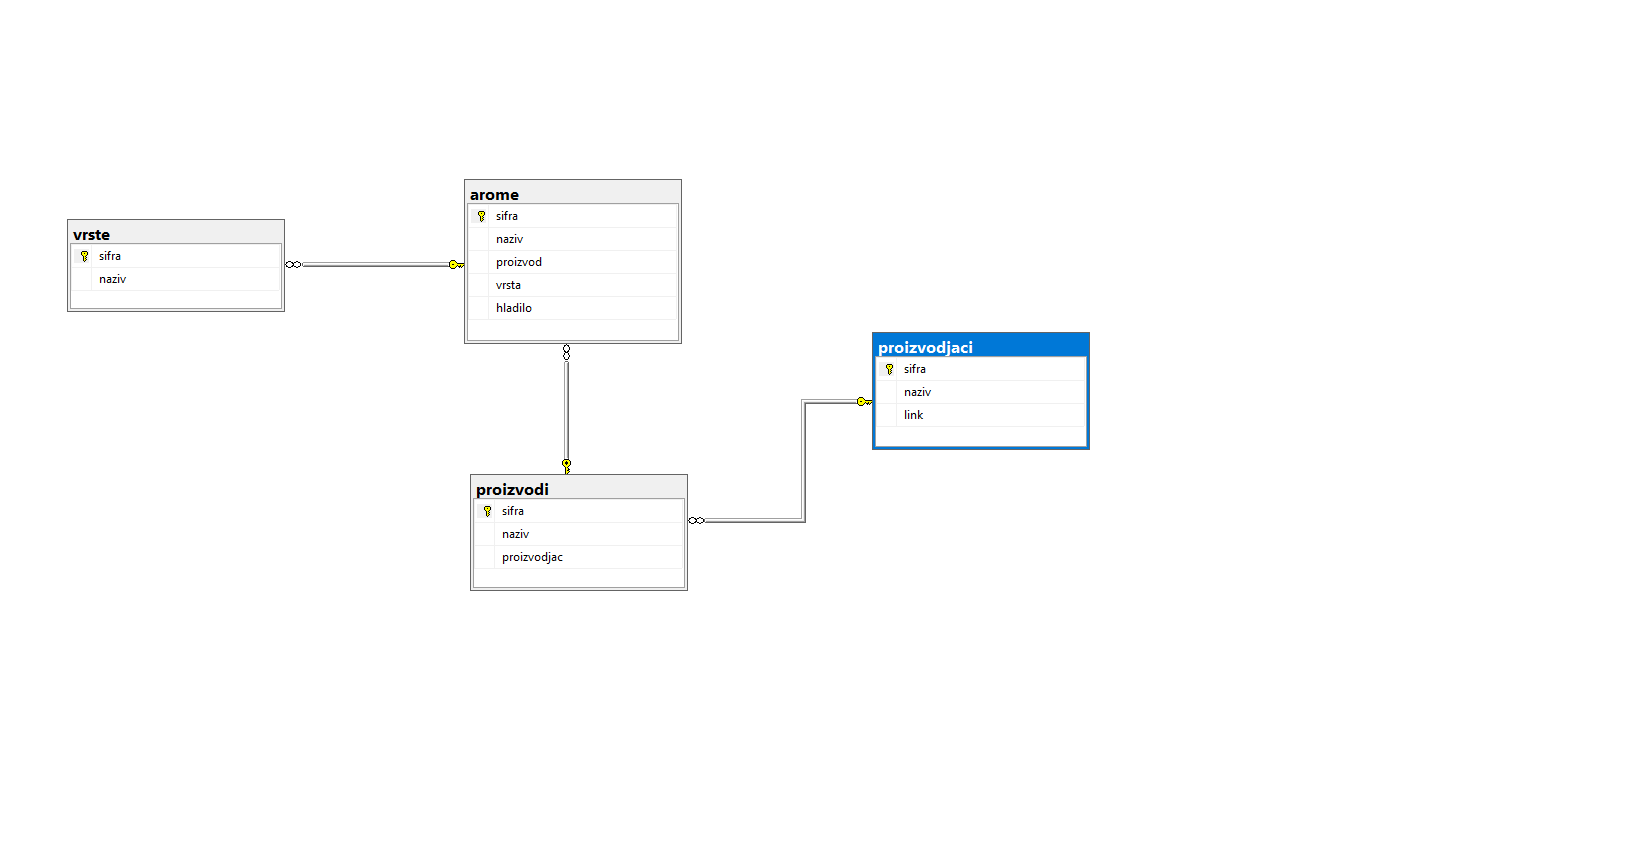 vrste
sifra
naziv
arome
sifra
naziv
proizvod
vrsta
hladilo
proizvodjaci
sifra
naziv
link
proizvodi
sifra
naziv
proizvodjac